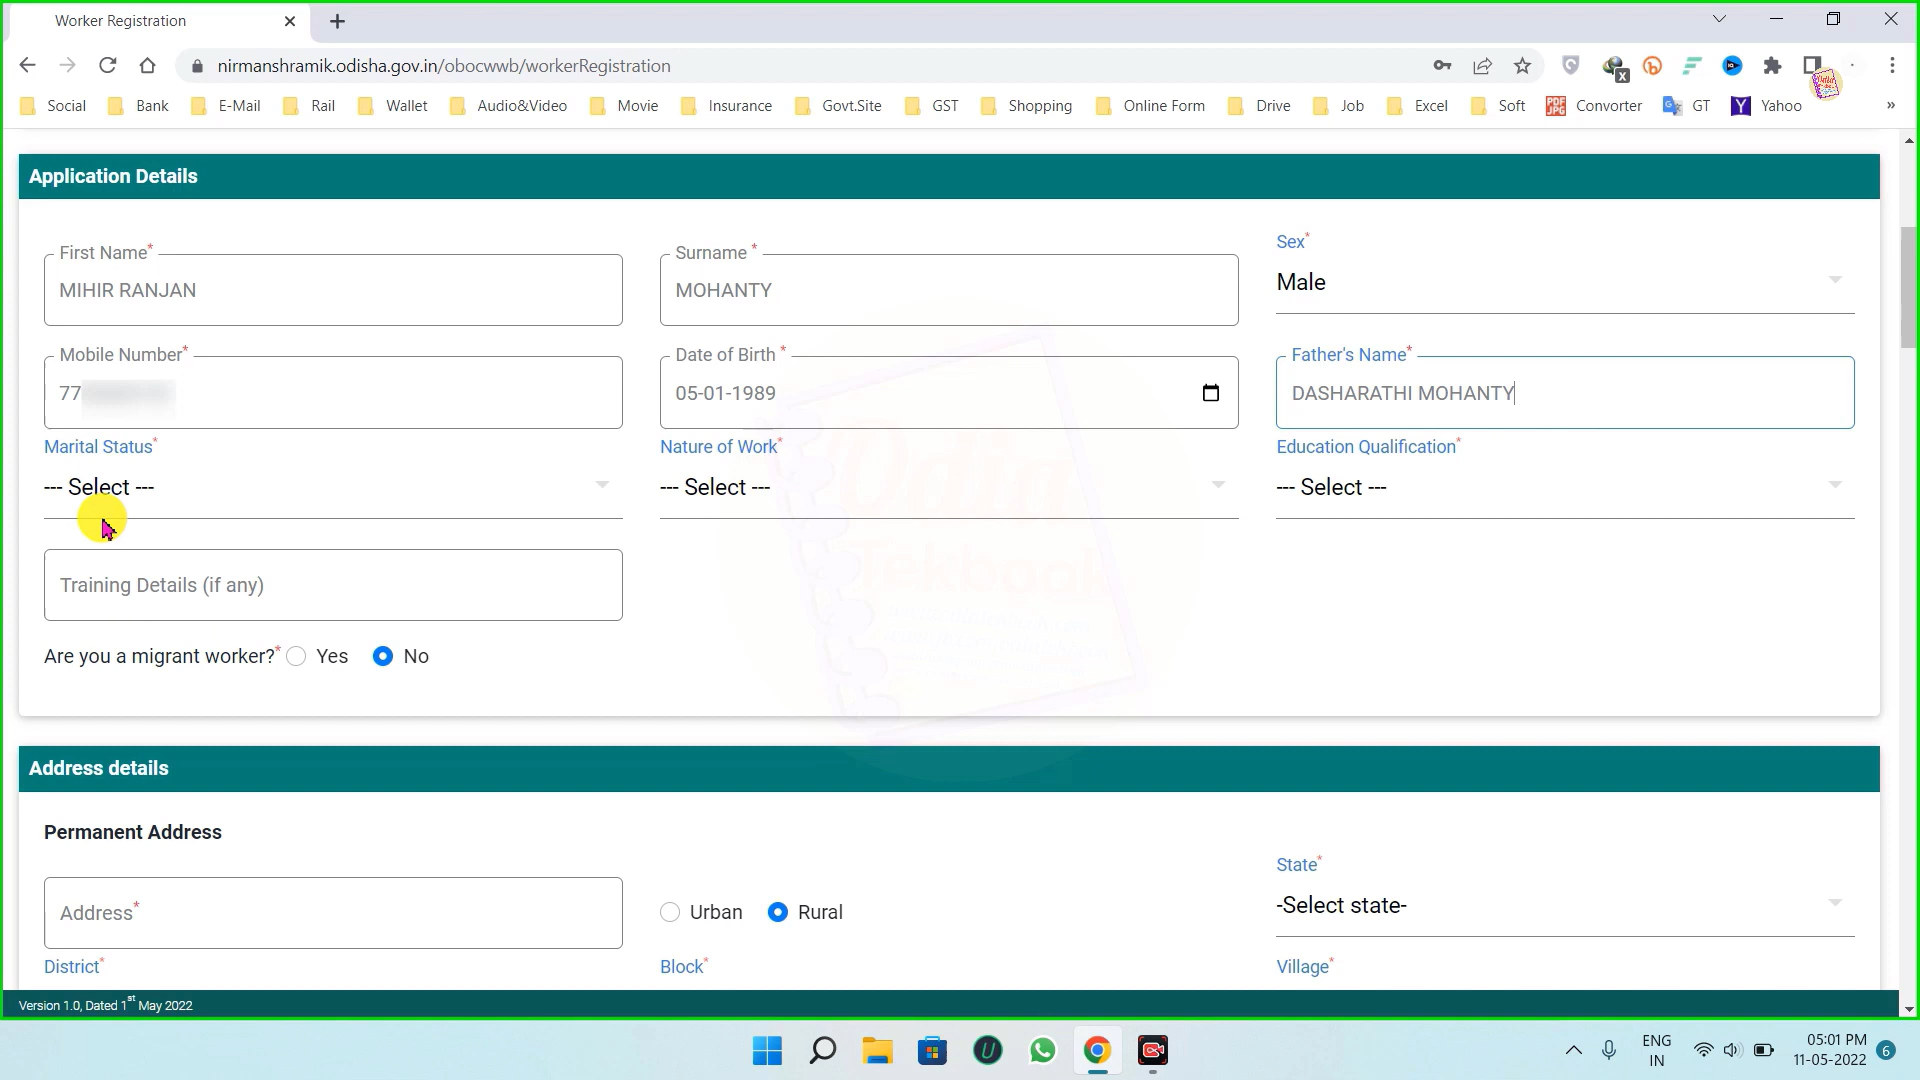 Worker Registration
nirmanshramik.odisha.gov.in/obocwwb/workerRegistration
Social Bank E-Mail Rail Wallet Audio&Video Movie Insurance Govt.Site GST Shopping Online Form Drive Job Excel Soft Converter GT Yahoo »
Application Details
First Name* Surname * Sex*
MIHIR RANJAN MOHANTY Male
Mobile Number* Date of Birth * Father's Name*
77 05-01-1989 DASHARATHI MOHANTY
Marital Status* Nature of Work* Education Qualification*
--- Select --- --- Select --- --- Select ---
Odia
Tekbook
Training Details (if any)
Are you a migrant worker?* Yes No
Address details
Permanent Address
State*
Address* Urban Rural -Select state-
District* Block* Village*
Version 1.0, Dated 1st May 2022
ENG
IN
05:01 PM
11-05-2022
6